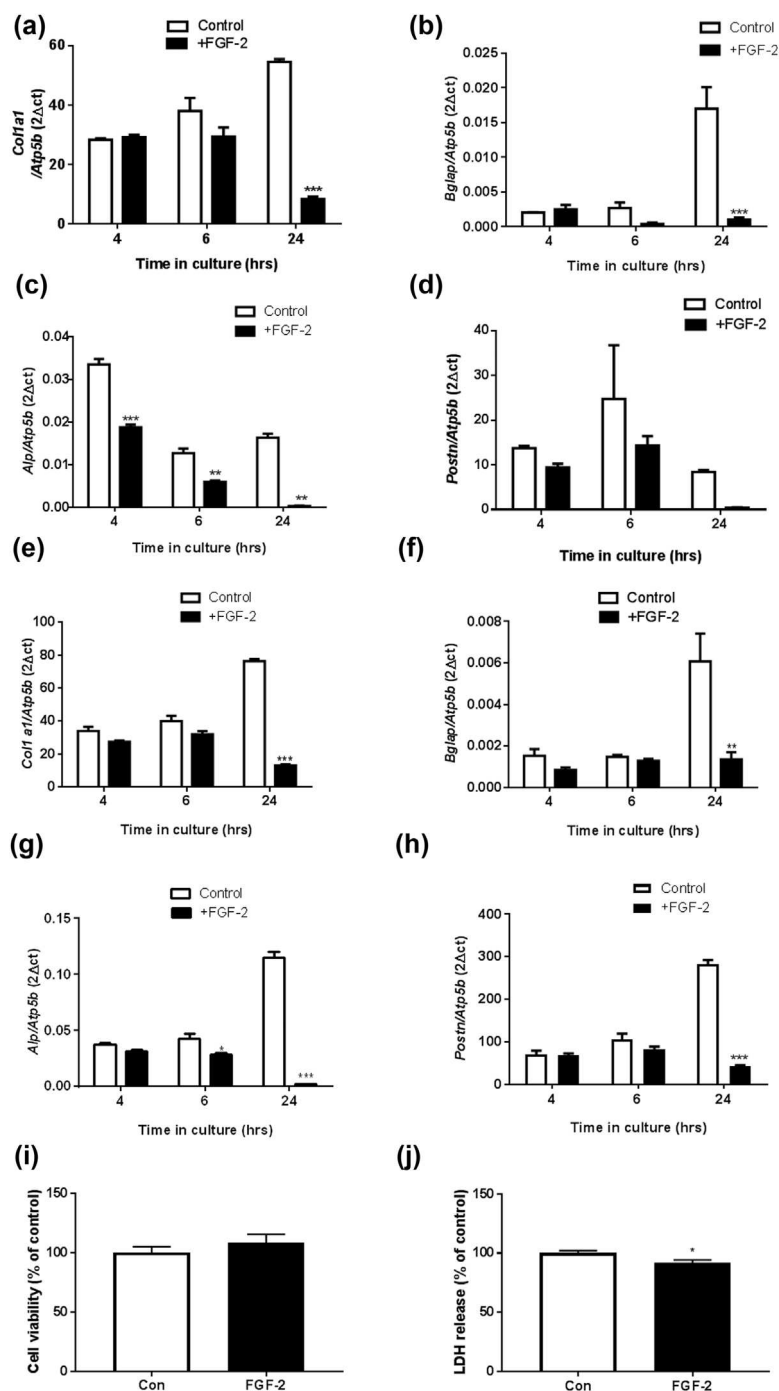 (a)
Control
+FGF-2
Col1a1
/Atp5b (2Δct)
60
40
20
0
***
4 6 24
Time in culture (hrs)
(b)
Control
+FGF-2
Bglap/Atp5b (2Δct)
0.025
0.020
0.015
0.010
0.005
0.000
***
4 6 24
Time in culture (hrs)
(c)
Control
+FGF-2
Alp/Atp5b (2Δct)
0.04
0.03
0.02
0.01
0.00
***
**
**
4 6 24
Time in culture (hrs)
(d)
Control
+FGF-2
Postn/Atp5b (2Δct)
40
30
20
10
0
4 6 24
Time in culture (hrs)
(e)
Control
+FGF-2
Col1 a1/Atp5b (2Δct)
100
80
60
40
20
0
***
4 6 24
Time in culture (hrs)
(f)
Control
+FGF-2
Bglap/Atp5b (2Δct)
0.008
0.006
0.004
0.002
0.000
**
4 6 24
Time in culture (hrs)
(g)
Control
+FGF-2
Alp/Atp5b (2Δct)
0.15
0.10
0.05
0.00
*
***
4 6 24
Time in culture (hrs)
(h)
Control
+FGF-2
Postn/Atp5b (2Δct)
400
300
200
100
0
***
4 6 24
Time in culture (hrs)
(i)
Cell viability (% of control)
150
100
50
0
Con FGF-2
(j)
LDH release (% of control)
150
100
50
0
*
Con FGF-2